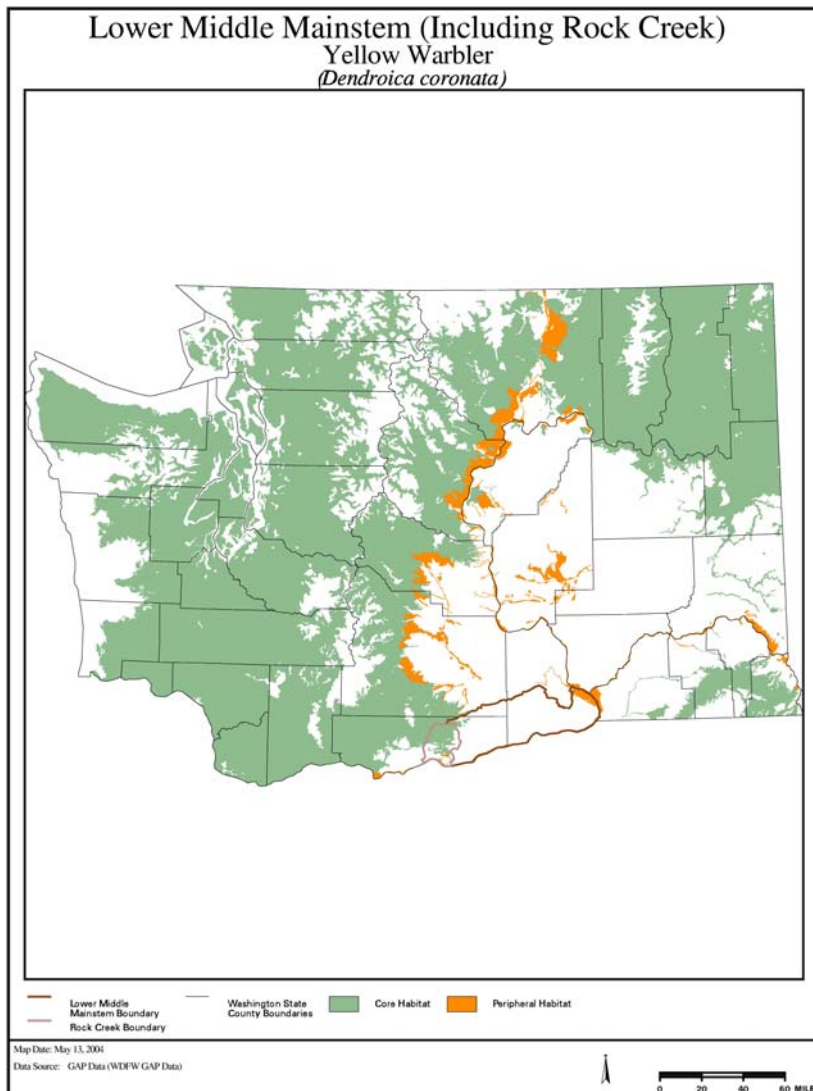 Lower Middle Mainstem (Including Rock Creek)
Yellow Warbler
(Dendroica coronata)
Lower Middle
Mainstem Boundary
Rock Creek Boundary
Washington State
County Boundaries
Core Habitat
Peripheral Habitat
Map Date: May 13, 2004
Data Source: GAP Data (WDFW GAP Data)
0 20 40 60 MILE